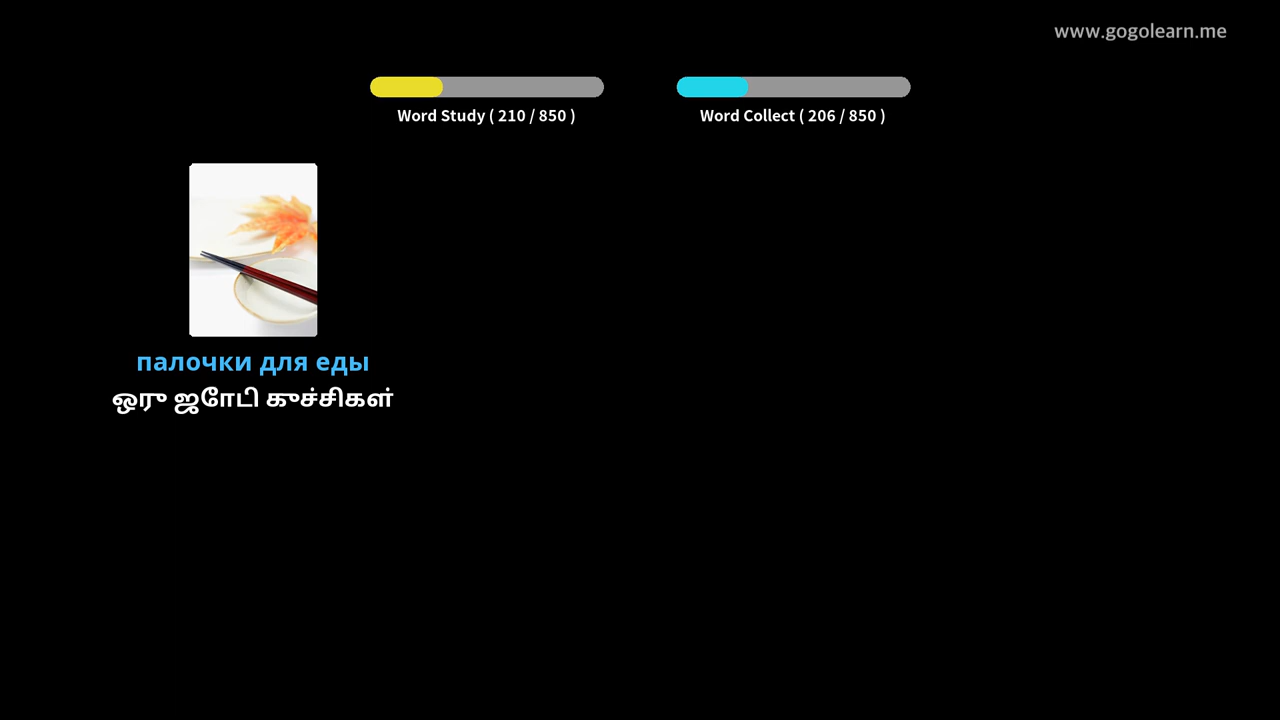 www.gogolearn.me
Word Study ( 210 / 850 )
Word Collect ( 206 / 850 )
палочки для еды
ஒரு ஜோடி குச்சிகள்